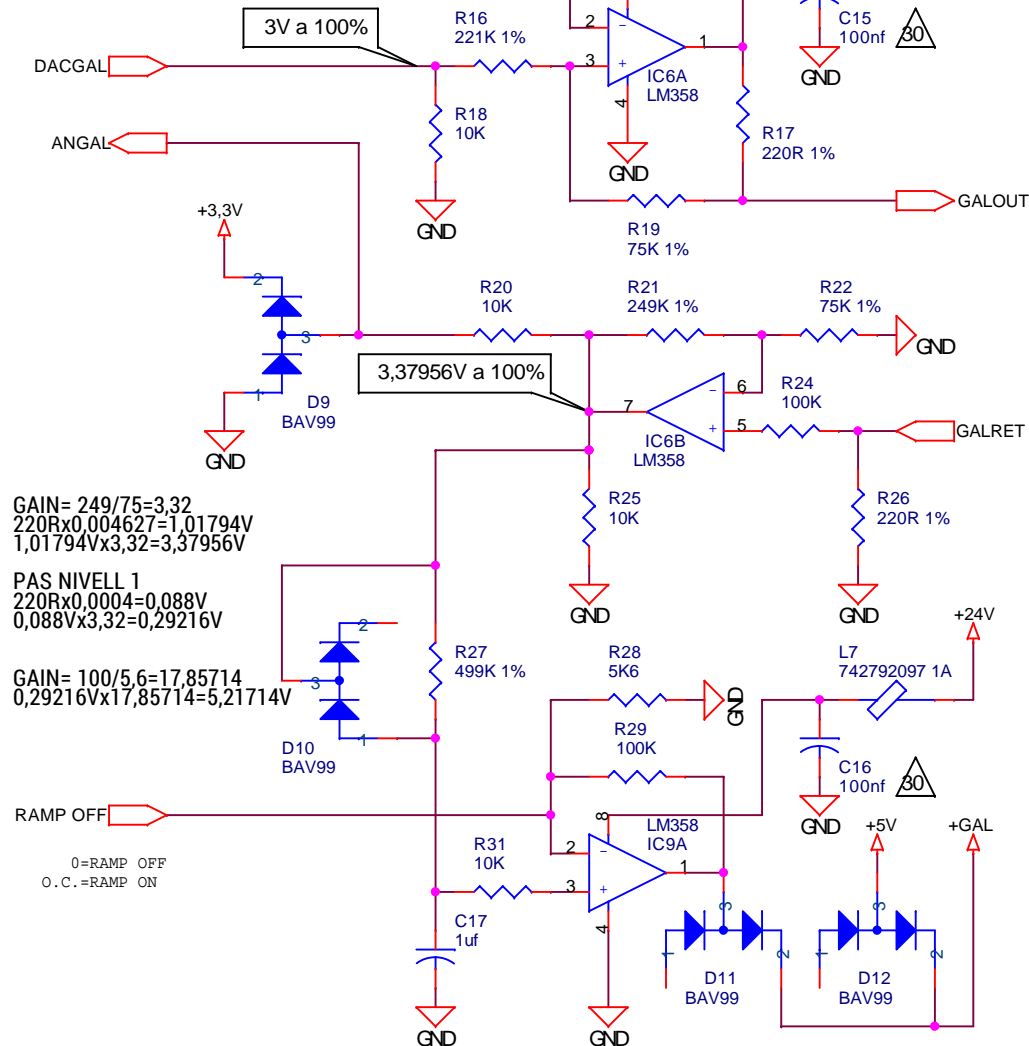 3V a 100%
DACGAL
R16
221K 1%
2
3
1
4
IC6A
LM358
GND
C15
100nf
30
GND
R18
10K
GND
R17
220R 1%
ANGAL
GALOUT
R19
75K 1%
+3,3V
2
3
1
D9
BAV99
GND
R20
10K
R21
249K 1%
R22
75K 1%
GND
3,37956V a 100%
7
6
5
IC6B
LM358
R24
100K
GALRET
R25
10K
GND
R26
220R 1%
GND
GAIN= 249/75=3,32
220Rx0,004627=1,01794V
1,01794Vx3,32=3,37956V
PAS NIVELL 1
220Rx0,0004=0,088V
0,088Vx3,32=0,29216V
GAIN= 100/5,6=17,85714
0,29216Vx17,85714=5,21714V
2
3
1
D10
BAV99
R27
499K 1%
R28
5K6
GND
R29
100K
L7
742792097 1A
+24V
C16
100nf
30
GND
RAMP OFF
0=RAMP OFF
O.C.=RAMP ON
R31
10K
8
LM358
IC9A
2
3
1
4
GND
C17
1uf
GND
+5V
+GAL
3
1
2
D11
BAV99
3
1
2
D12
BAV99